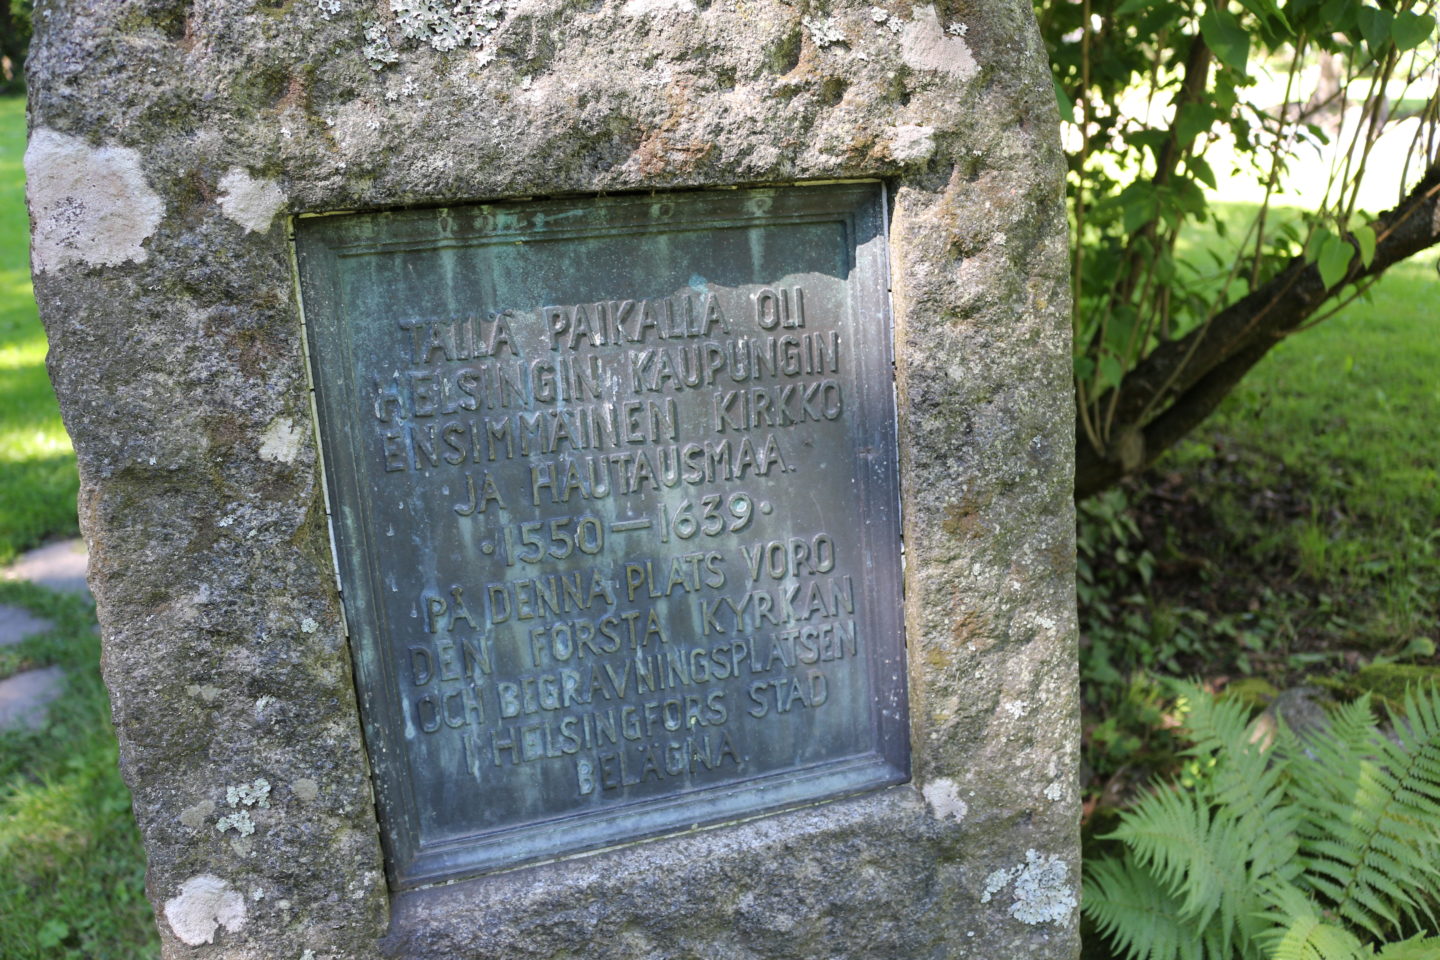 TÄLLÄ PAIKALLA OLI
HELSINGIN KAUPUNGIN
ENSIMMÄINEN KIRKKO
JA HAUTAUSMAA.
·1550—1639·
PÅ DENNA PLATS VORO
DEN FÖRSTA KYRKAN
OCH BEGRAVNINGSPLATSEN
I HELSINGFORS STAD
BELÄGNA.